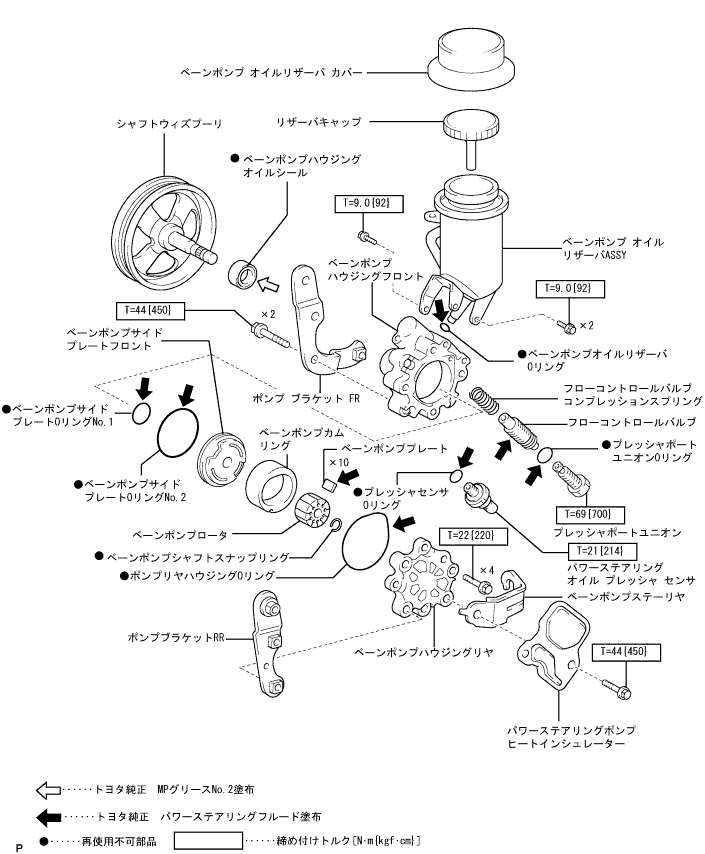 ベーンポンプ オイルリザーバ カバー
シャフトウィズプーリ
リザーバキャップ
●ベーンポンプハウジング
オイルシール
T=9.0{92}
ベーンポンプ オイル
リザーバASSY
ベーンポンプ
ハウジングフロント
T=9.0{92}
×2
T=44{450}
×2
ベーンポンプサイド
プレートフロント
●ベーンポンプオイルリザーバ
Oリング
ポンプ ブラケット FR
フローコントロールバルブ
コンプレッションスプリング
フローコントロールバルブ
●ベーンポンプサイド
プレートOリングNo.1
ベーンポンプカム
リング
ベーンポンププレート
×10
●プレッシャポート
ユニオンOリング
●ベーンポンプサイド
プレートOリングNo.2
●プレッシャセンサ
Oリング
T=69{700}
プレッシャポートユニオン
ベーンポンプロータ
T=22{220}
T=21{214}
●ベーンポンプシャフトスナップリング
パワーステアリング
オイル プレッシャ センサ
●ポンプリヤハウジングOリング
×4
ベーンポンプステーリヤ
ポンプブラケットRR
ベーンポンプハウジングリヤ
T=44{450}
パワーステアリングポンプ
ヒートインシュレーター
······トヨタ純正 MPグリースNo.2塗布
······トヨタ純正 パワーステアリングフルード塗布
●······再使用不可部品 ······締め付けトルク[N·m{kgf·cm}]
P